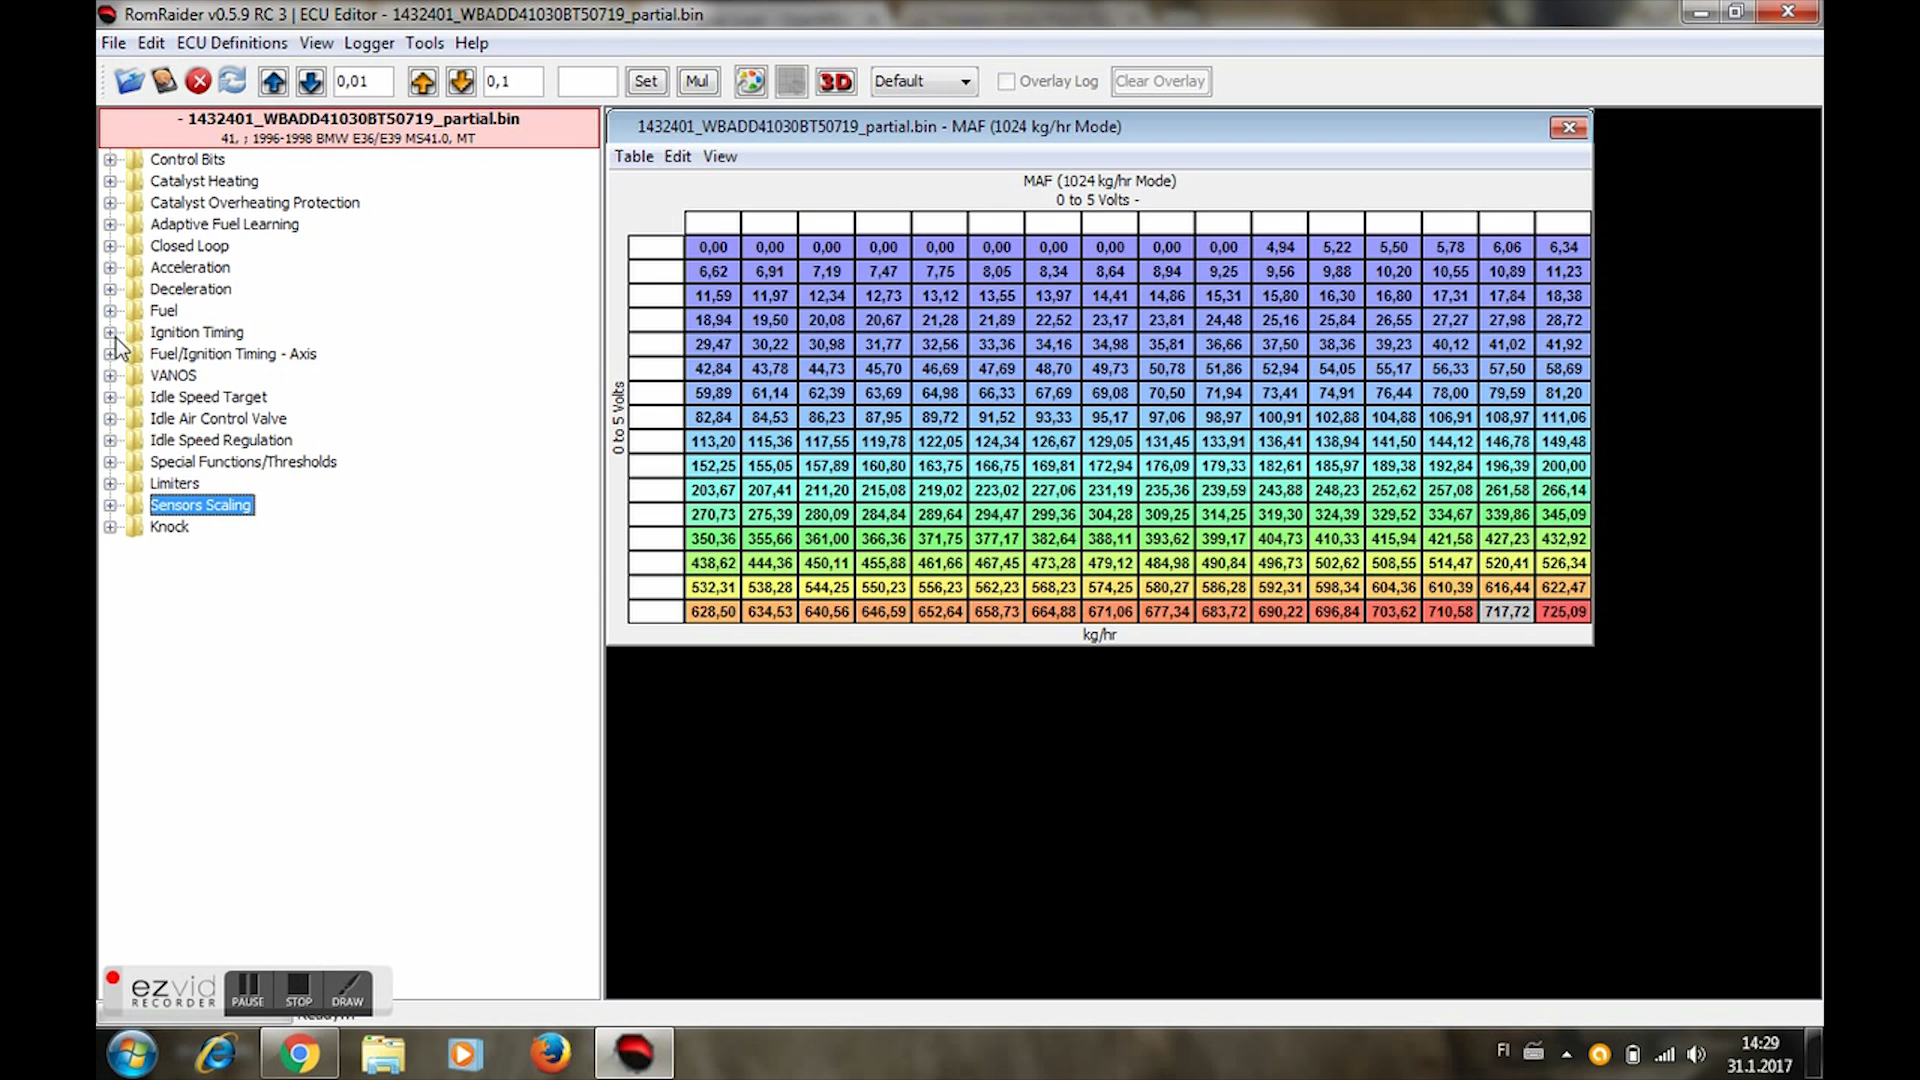 RomRaider v0.5.9 RC 3 | ECU Editor - 1432401_WBADD41030BT50719_partial.bin
File Edit ECU Definitions View Logger Tools Help
0,01 0,1 Set Mul 3D Default Overlay Log Clear Overlay
- 1432401_WBADD41030BT50719_partial.bin
41, ; 1996-1998 BMW E36/E39 MS41.0, MT
Control Bits
Catalyst Heating
Catalyst Overheating Protection
Adaptive Fuel Learning
Closed Loop
Acceleration
Deceleration
Fuel
Ignition Timing
Fuel/Ignition Timing - Axis
VANOS
Idle Speed Target
Idle Air Control Valve
Idle Speed Regulation
Special Functions/Thresholds
Limiters
Sensors Scaling
Knock
1432401_WBADD41030BT50719_partial.bin - MAF (1024 kg/hr Mode)
Table Edit View
MAF (1024 kg/hr Mode)
0 to 5 Volts -
0 to 5 Volts
0,00 0,00 0,00 0,00 0,00 0,00 0,00 0,00 0,00 0,00 4,94 5,22 5,50 5,78 6,06 6,34
6,62 6,91 7,19 7,47 7,75 8,05 8,34 8,64 8,94 9,25 9,56 9,88 10,20 10,55 10,89 11,23
11,59 11,97 12,34 12,73 13,12 13,55 13,97 14,41 14,86 15,31 15,80 16,30 16,80 17,31 17,84 18,38
18,94 19,50 20,08 20,67 21,28 21,89 22,52 23,17 23,81 24,48 25,16 25,84 26,55 27,27 27,98 28,72
29,47 30,22 30,98 31,77 32,56 33,36 34,16 34,98 35,81 36,66 37,50 38,36 39,23 40,12 41,02 41,92
42,84 43,78 44,73 45,70 46,69 47,69 48,70 49,73 50,78 51,86 52,94 54,05 55,17 56,33 57,50 58,69
59,89 61,14 62,39 63,69 64,98 66,33 67,69 69,08 70,50 71,94 73,41 74,91 76,44 78,00 79,59 81,20
82,84 84,53 86,23 87,95 89,72 91,52 93,33 95,17 97,06 98,97 100,91 102,88 104,88 106,91 108,97 111,06
113,20 115,36 117,55 119,78 122,05 124,34 126,67 129,05 131,45 133,91 136,41 138,94 141,50 144,12 146,78 149,48
152,25 155,05 157,89 160,80 163,75 166,75 169,81 172,94 176,09 179,33 182,61 185,97 189,38 192,84 196,39 200,00
203,67 207,41 211,20 215,08 219,02 223,02 227,06 231,19 235,36 239,59 243,88 248,23 252,62 257,08 261,58 266,14
270,73 275,39 280,09 284,84 289,64 294,47 299,36 304,28 309,25 314,25 319,30 324,39 329,52 334,67 339,86 345,09
350,36 355,66 361,00 366,36 371,75 377,17 382,64 388,11 393,62 399,17 404,73 410,33 415,94 421,58 427,23 432,92
438,62 444,36 450,11 455,88 461,66 467,45 473,28 479,12 484,98 490,84 496,73 502,62 508,55 514,47 520,41 526,34
532,31 538,28 544,25 550,23 556,23 562,23 568,23 574,25 580,27 586,28 592,31 598,34 604,36 610,39 616,44 622,47
628,50 634,53 640,56 646,59 652,64 658,73 664,88 671,06 677,34 683,72 690,22 696,84 703,62 710,58 717,72 725,09
kg/hr
ezvid
RECORDER
PAUSE STOP DRAW
FI
14:29
31.1.2017